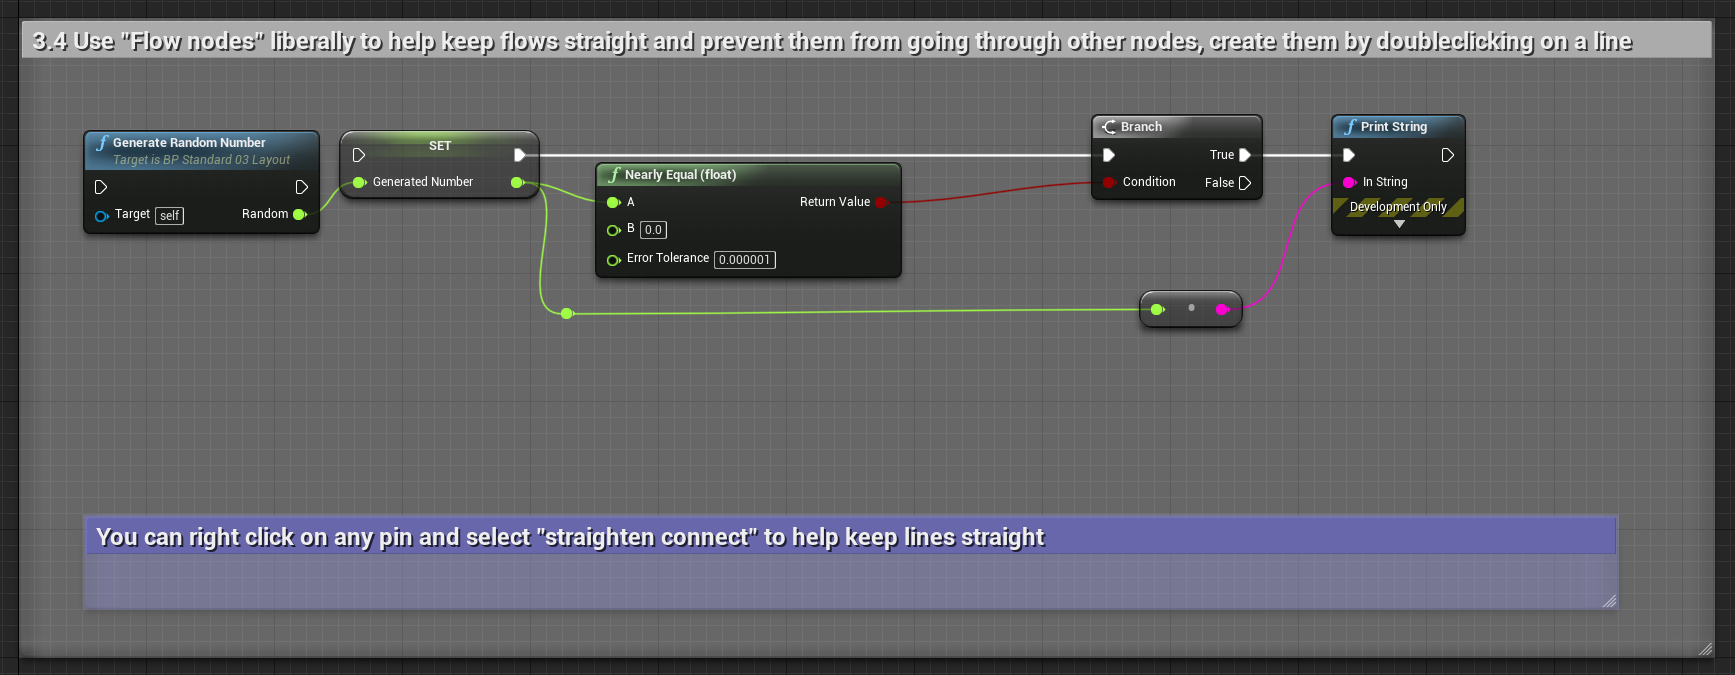 3.4 Use "Flow nodes" liberally to help keep flows straight and prevent them from going through other nodes, create them by doubleclicking on a line
Generate Random Number
Target is BP Standard 03 Layout
Target self
Random
SET
Generated Number
Nearly Equal (float)
A
Return Value
B 0.0
Error Tolerance 0.000001
Branch
True
Condition
False
Print String
In String
Development Only
You can right click on any pin and select "straighten connect" to help keep lines straight